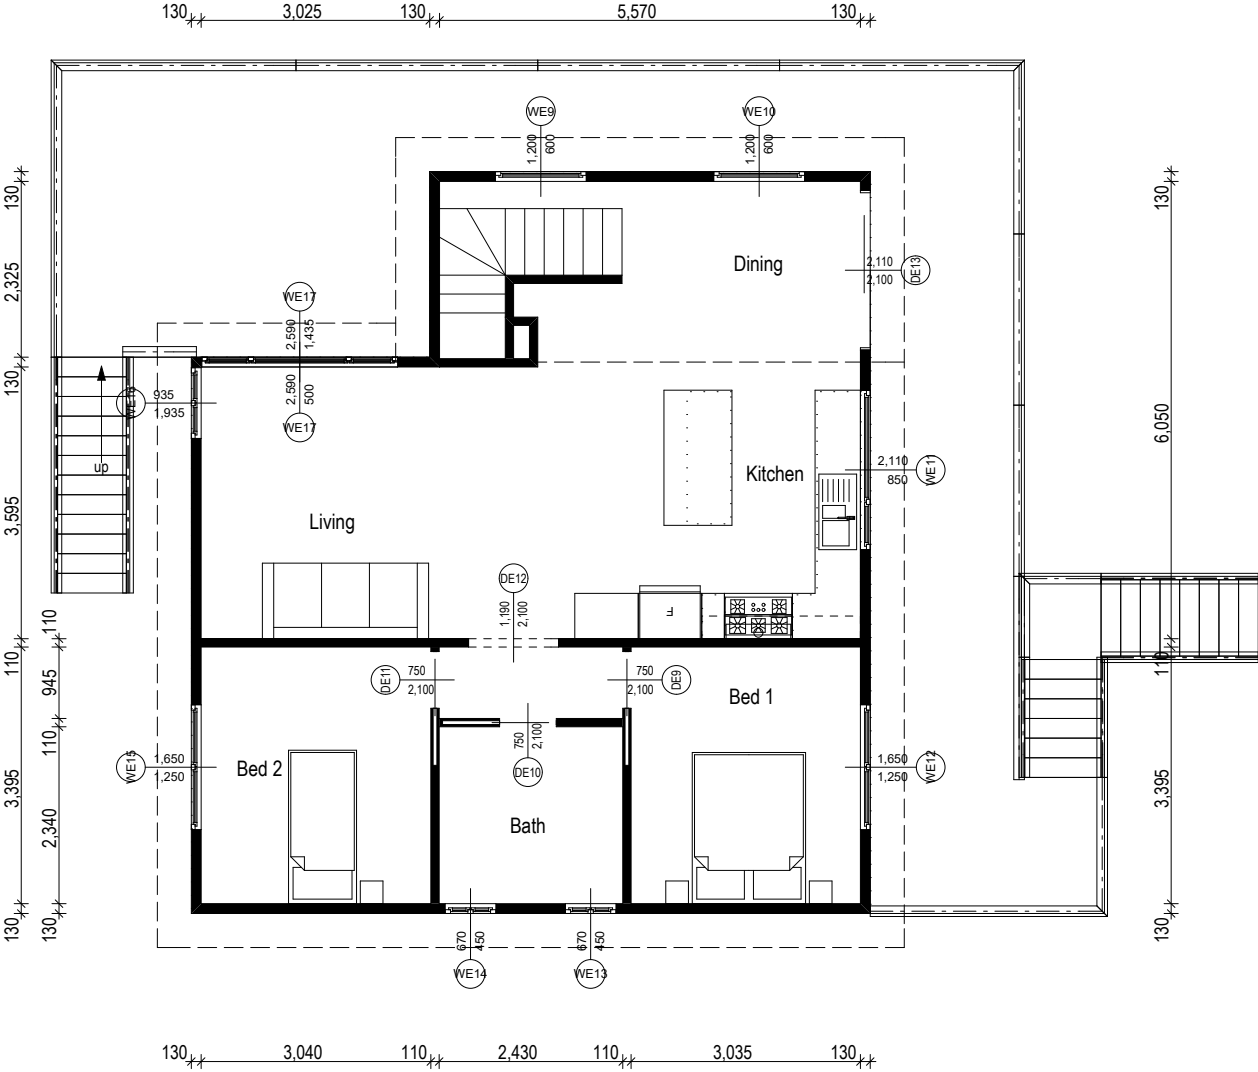 130 3,025 130 5,570 130
WE9 WE10
1,200 600 1,200 600
130 130
Dining
2,110 DE13
2,100
2,325
WE17
2,590 1,435
130
WE16 935
1,935
2,590 500
WE17
6,050
up
Kitchen
2,110 WE11
850
3,595
Living
DE12
1,190 2,100
F
110
110 110
DE11 750
2,100
750 DE9
2,100
945
Bed 1
110
750 2,100
DE10
WE15 1,650
1,250
Bed 2
1,650 WE12
1,250
3,395 3,395
2,340
Bath
130 130 130
670 450 670 450
WE14 WE13
130 3,040 110 2,430 110 3,035 130